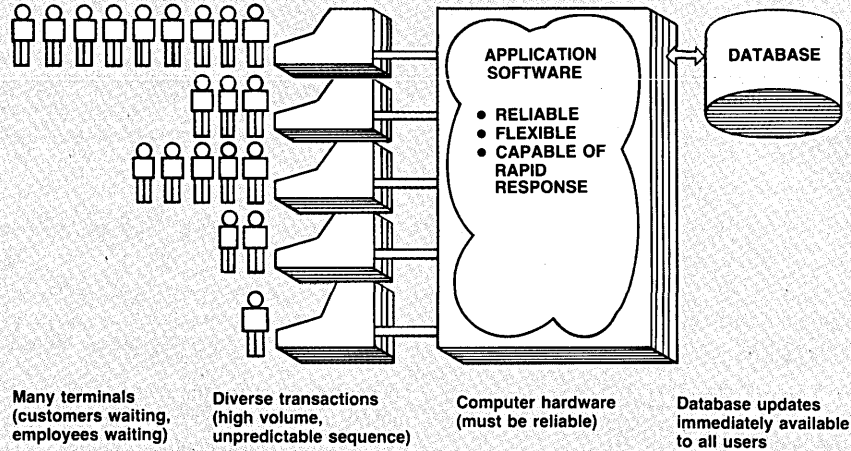 APPLICATION
SOFTWARE
● RELIABLE
● FLEXIBLE
● CAPABLE OF
RAPID
RESPONSE
DATABASE
Many terminals
(customers waiting,
employees waiting)
Diverse transactions
(high volume,
unpredictable sequence)
Computer hardware
(must be reliable)
Database updates
immediately available
to all users